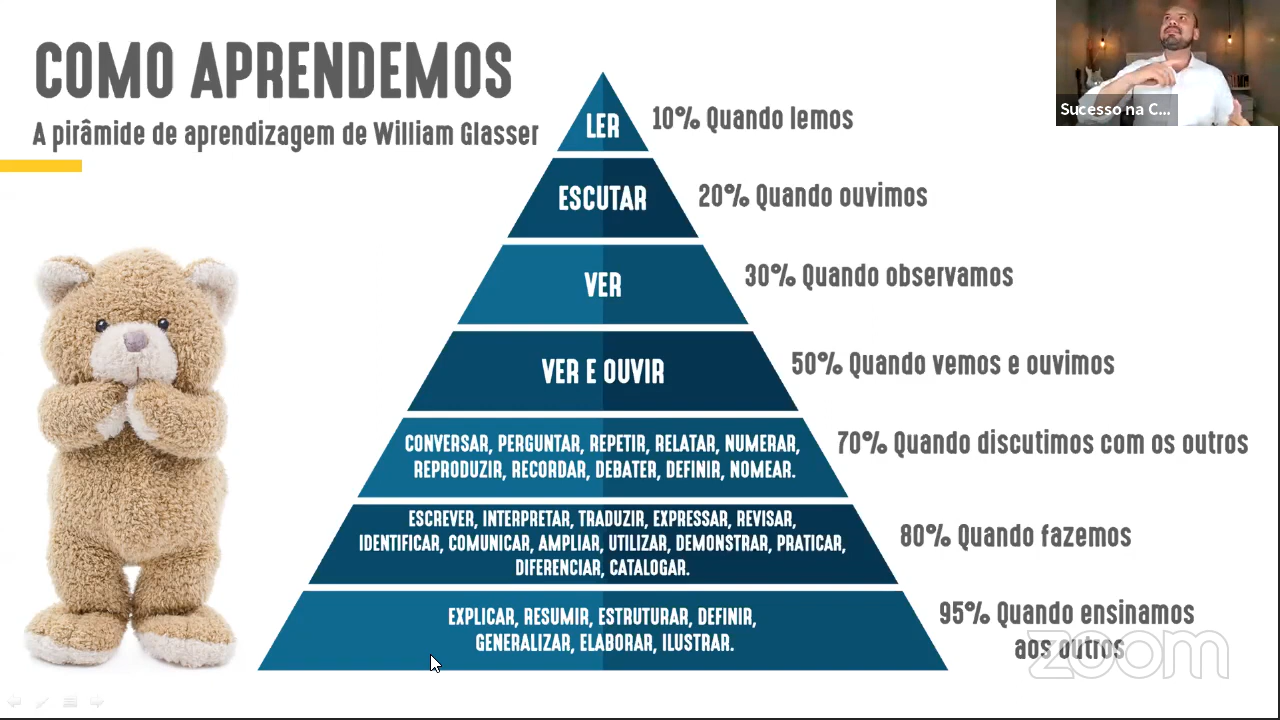 COMO APRENDEMOS
A pirâmide de aprendizagem de William Glasser
Sucesso na C...
LER
10% Quando lemos
ESCUTAR
20% Quando ouvimos
VER
30% Quando observamos
VER E OUVIR
50% Quando vemos e ouvimos
CONVERSAR, PERGUNTAR, REPETIR, RELATAR, NUMERAR,
REPRODUZIR, RECORDAR, DEBATER, DEFINIR, NOMEAR.
70% Quando discutimos com os outros
ESCREVER, INTERPRETAR, TRADUZIR, EXPRESSAR, REVISAR,
IDENTIFICAR, COMUNICAR, AMPLIAR, UTILIZAR, DEMONSTRAR, PRATICAR,
DIFERENCIAR, CATALOGAR.
80% Quando fazemos
EXPLICAR, RESUMIR, ESTRUTURAR, DEFINIR,
GENERALIZAR, ELABORAR, ILUSTRAR.
95% Quando ensinamos
aos outros
zoom